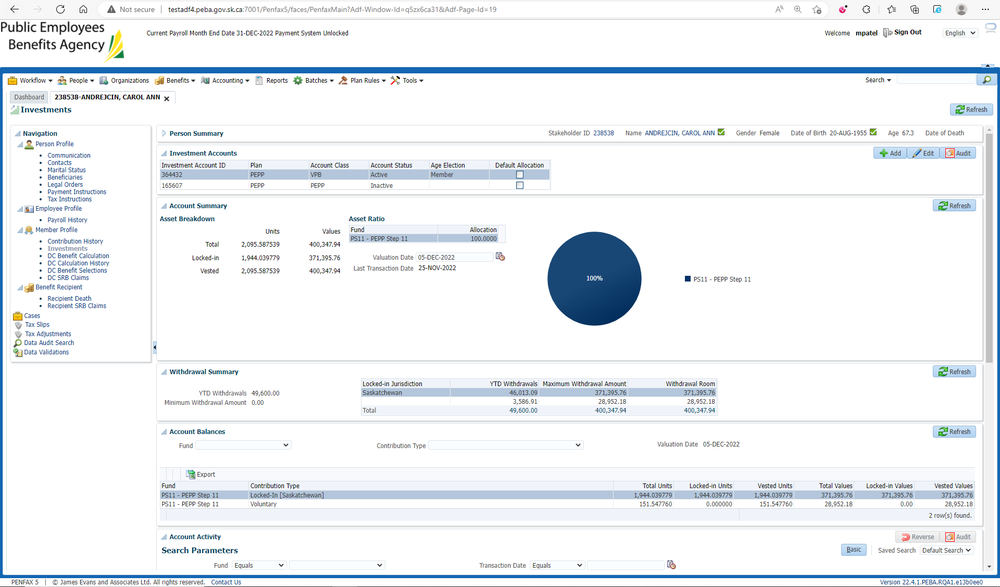 Not secure testadf4.peba.gov.sk.ca:7001/Penfax5/faces/PenfaxMain?Adf-Window-Id=q5zx6ca31&Adf-Page-Id=19
Public Employees
Benefits Agency
Current Payroll Month End Date 31-DEC-2022 Payment System Unlocked
Welcome mpatel Sign Out English
Workflow People Organizations Benefits Accounting Reports Batches Plan Rules Tools Search
Dashboard 238538-ANDREJCIN, CAROL ANN
Investments
Refresh
Navigation
Person Profile
Communication
Contacts
Marital Status
Beneficiaries
Legal Orders
Payment Instructions
Tax Instructions
Employee Profile
Payroll History
Member Profile
Contribution History
Investments
DC Benefit Calculation
DC Calculation History
DC Benefit Selections
DC SRB Claims
Benefit Recipient
Recipient Death
Recipient SRB Claims
Cases
Tax Slips
Tax Adjustments
Data Audit Search
Data Validations
Person Summary Stakeholder ID 238538 Name ANDREJCIN, CAROL ANN Gender Female Date of Birth 20-AUG-1955 Age 67.3 Date of Death
Investment Accounts Add Edit Audit
Investment Account ID Plan Account Class Account Status Age Election Default Allocation
364432 PEPP VPB Active Member
165607 PEPP PEPP Inactive
Account Summary Refresh
Asset Breakdown
Units Values
Total 2,095.587539 400,347.94
Locked-in 1,944.039779 371,395.76
Vested 2,095.587539 400,347.94
Asset Ratio
Fund Allocation
PS11 - PEPP Step 11 100.0000
Valuation Date 05-DEC-2022
Last Transaction Date 25-NOV-2022
100%
PS11 - PEPP Step 11
Withdrawal Summary Refresh
YTD Withdrawals 49,600.00
Minimum Withdrawal Amount 0.00
Locked-in Jurisdiction YTD Withdrawals Maximum Withdrawal Amount Withdrawal Room
Saskatchewan 46,013.09 371,395.76 371,395.76
3,586.91 28,952.18 28,952.18
Total 49,600.00 400,347.94 400,347.94
Account Balances Refresh
Fund Contribution Type Valuation Date 05-DEC-2022
Export
Fund Contribution Type Total Units Locked-in Units Vested Units Total Values Locked-in Values Vested Values
PS11 - PEPP Step 11 Locked-In [Saskatchewan] 1,944.039779 1,944.039779 1,944.039779 371,395.76 371,395.76 371,395.76
PS11 - PEPP Step 11 Voluntary 151.547760 0.000000 151.547760 28,952.18 0.00 28,952.18
2 row(s) found.
Account Activity Reverse Audit
Search Parameters Basic Saved Search Default Search
Fund Equals Transaction Date Equals
PENFAX 5 | © James Evans and Associates Ltd. All rights reserved. Contact Us Version 22.4.1.PEBA.RQA1.e13b0ee0